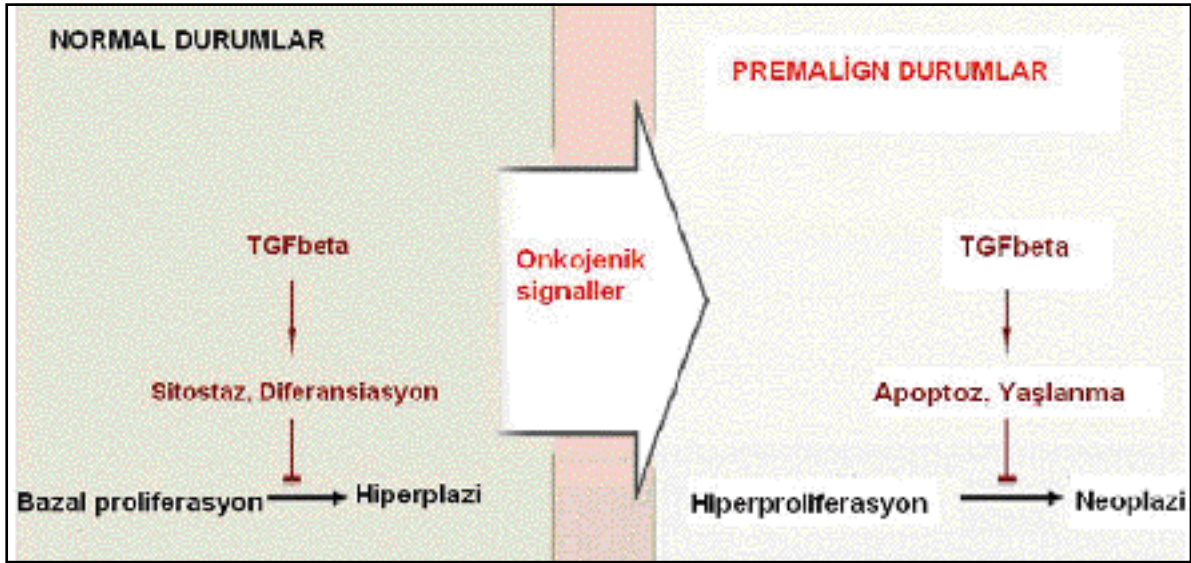 NORMAL DURUMLAR
TGFbeta
Sitostaz, Diferansiasyon
Bazal proliferasyon
Hiperplazi
Onkojenik
signaller
PREMALİGN DURUMLAR
TGFbeta
Apoptoz, Yaşlanma
Hiperproliferasyon
Neoplazi